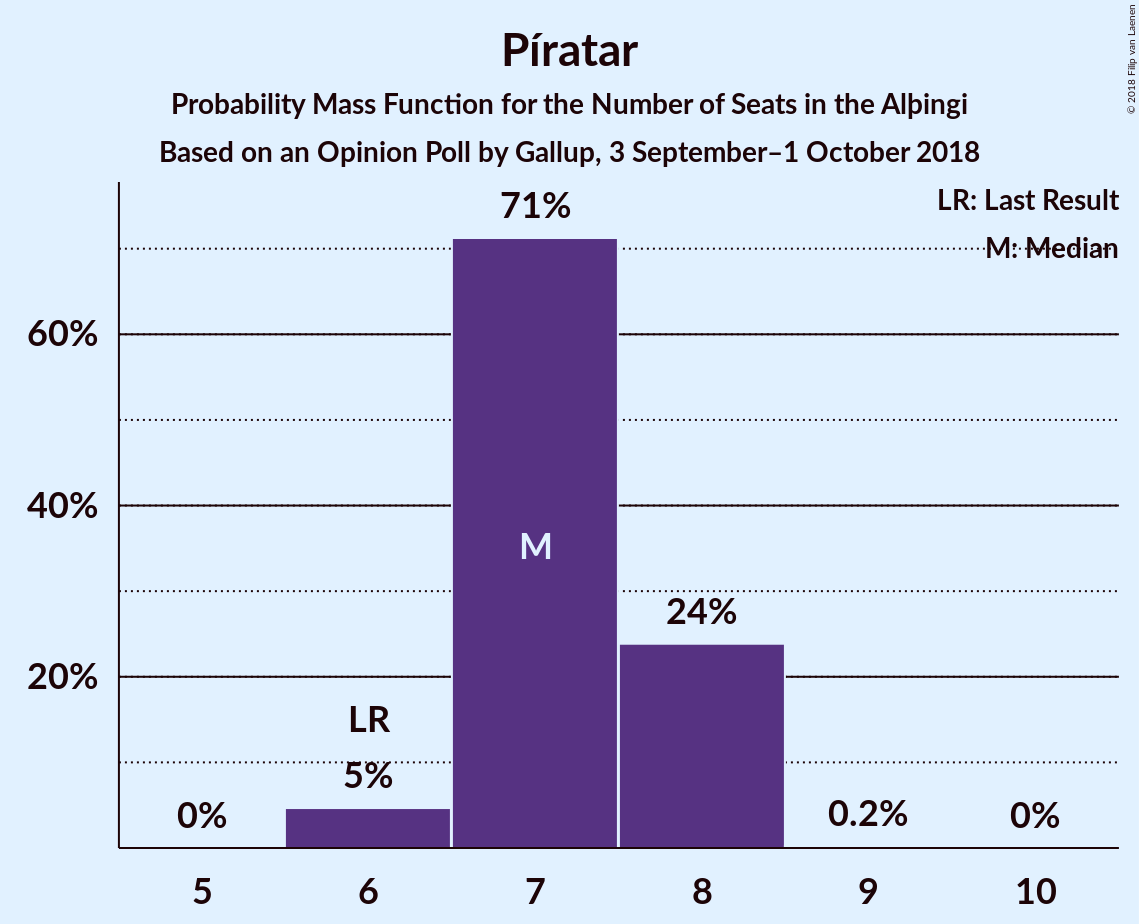 Píratar
Probability Mass Function for the Number of Seats in the Alþingi
Based on an Opinion Poll by Gallup, 3 September–1 October 2018
© 2018 Filip van Laenen
LR: Last Result
M: Median
71%
60%
40%
M
24%
20%
LR
5%
0%
0.2%
0%
5 6 7 8 9 10